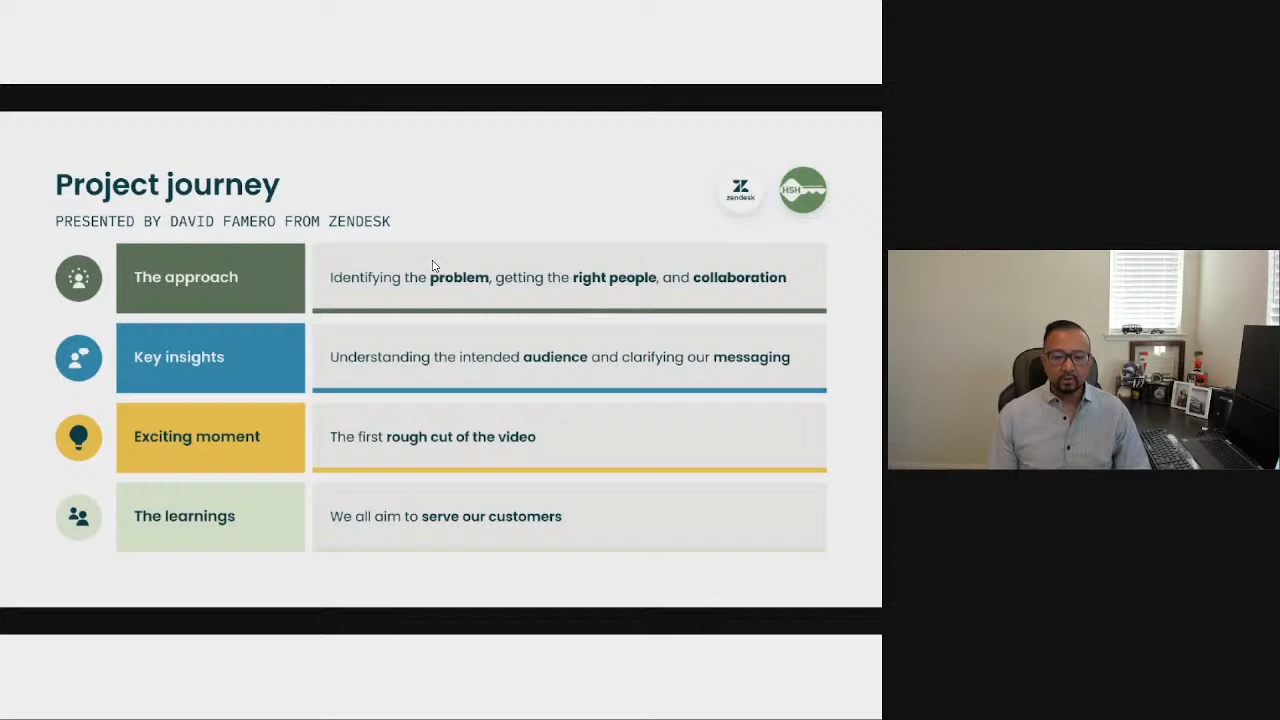 Project journey
zendesk
HSH
PRESENTED BY DAVID FAMERO FROM ZENDESK
The approach
Identifying the problem, getting the right people, and collaboration
Key insights
Understanding the intended audience and clarifying our messaging
Exciting moment
The first rough cut of the video
The learnings
We all aim to serve our customers